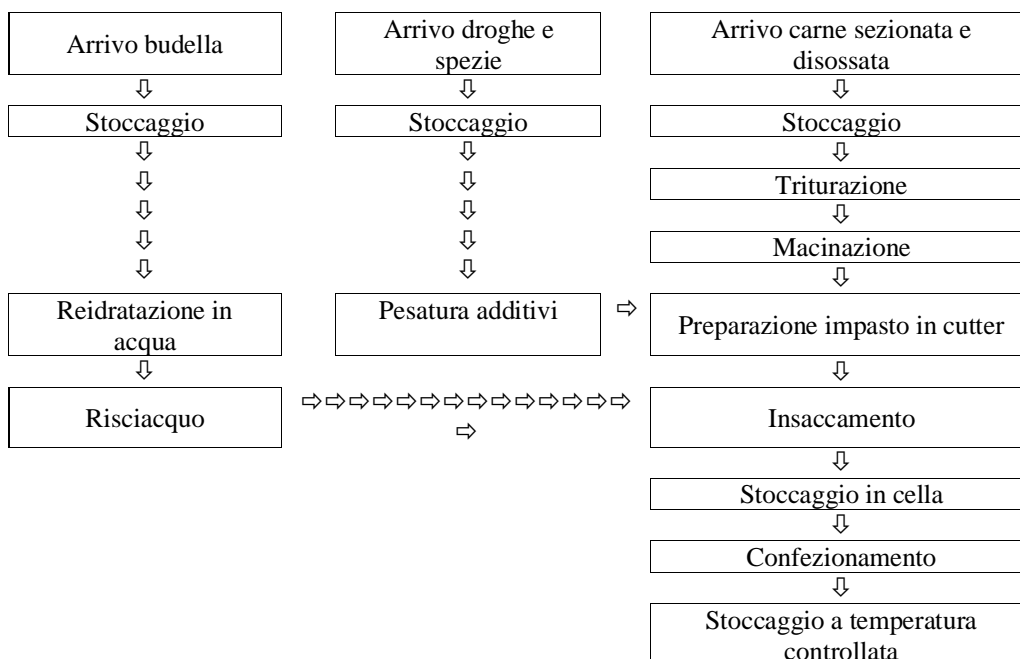 Arrivo budella
Arrivo droghe e
spezie
Arrivo carne sezionata e
disossata
⇩
⇩
⇩
Stoccaggio
Stoccaggio
Stoccaggio
⇩
⇩
⇩
⇩
⇩
Triturazione
⇩
⇩
⇩
⇩
⇩
Macinazione
⇩
⇩
⇩
Reidratazione in
acqua
Pesatura additivi
⇨
Preparazione impasto in cutter
⇩
⇩
Risciacquo
⇨⇨⇨⇨⇨⇨⇨⇨⇨⇨⇨⇨⇨⇨
⇨
Insaccamento
⇩
Stoccaggio in cella
⇩
Confezionamento
⇩
Stoccaggio a temperatura
controllata